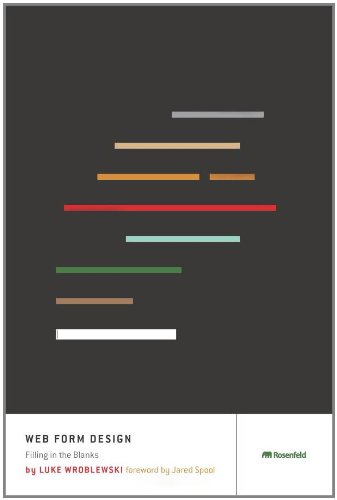 WEB FORM DESIGN
Filling in the Blanks
by LUKE WROBLEWSKI foreword by Jared Spool
Rosenfeld